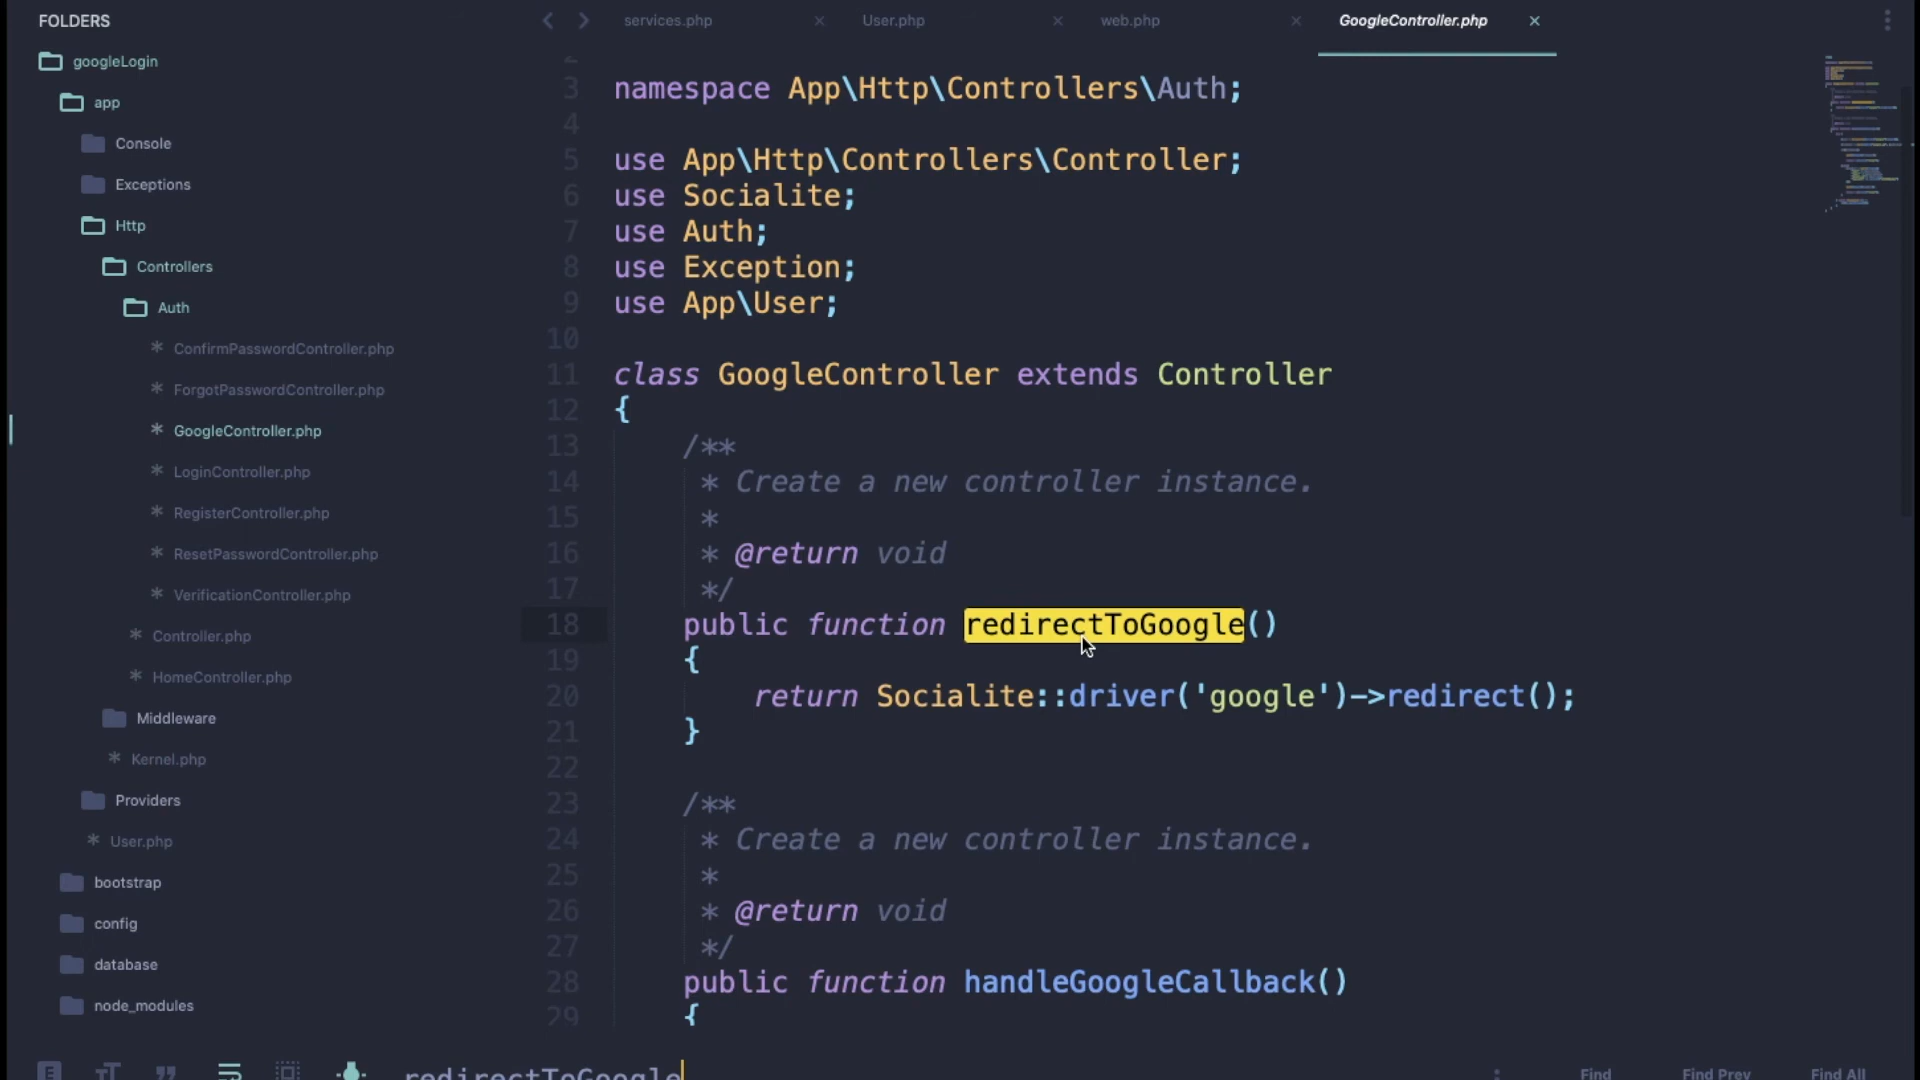 FOLDERS
googleLogin
app
Console
Exceptions
Http
Controllers
Auth
* ConfirmPasswordController.php
* ForgotPasswordController.php
* GoogleController.php
* LoginController.php
* RegisterController.php
* ResetPasswordController.php
* VerificationController.php
* Controller.php
* HomeController.php
Middleware
* Kernel.php
Providers
* User.php
bootstrap
config
database
node_modules
services.php × User.php × web.php × GoogleController.php ×
2
3 namespace App\Http\Controllers\Auth;
4
5 use App\Http\Controllers\Controller;
6 use Socialite;
7 use Auth;
8 use Exception;
9 use App\User;
10
11 class GoogleController extends Controller
12 {
13 /**
14 * Create a new controller instance.
15 *
16 * @return void
17 */
18 public function redirectToGoogle()
19 {
20 return Socialite::driver('google')->redirect();
21 }
22
23 /**
24 * Create a new controller instance.
25 *
26 * @return void
27 */
28 public function handleGoogleCallback()
29 {
redirectToGoogle
Find Find Prev Find All